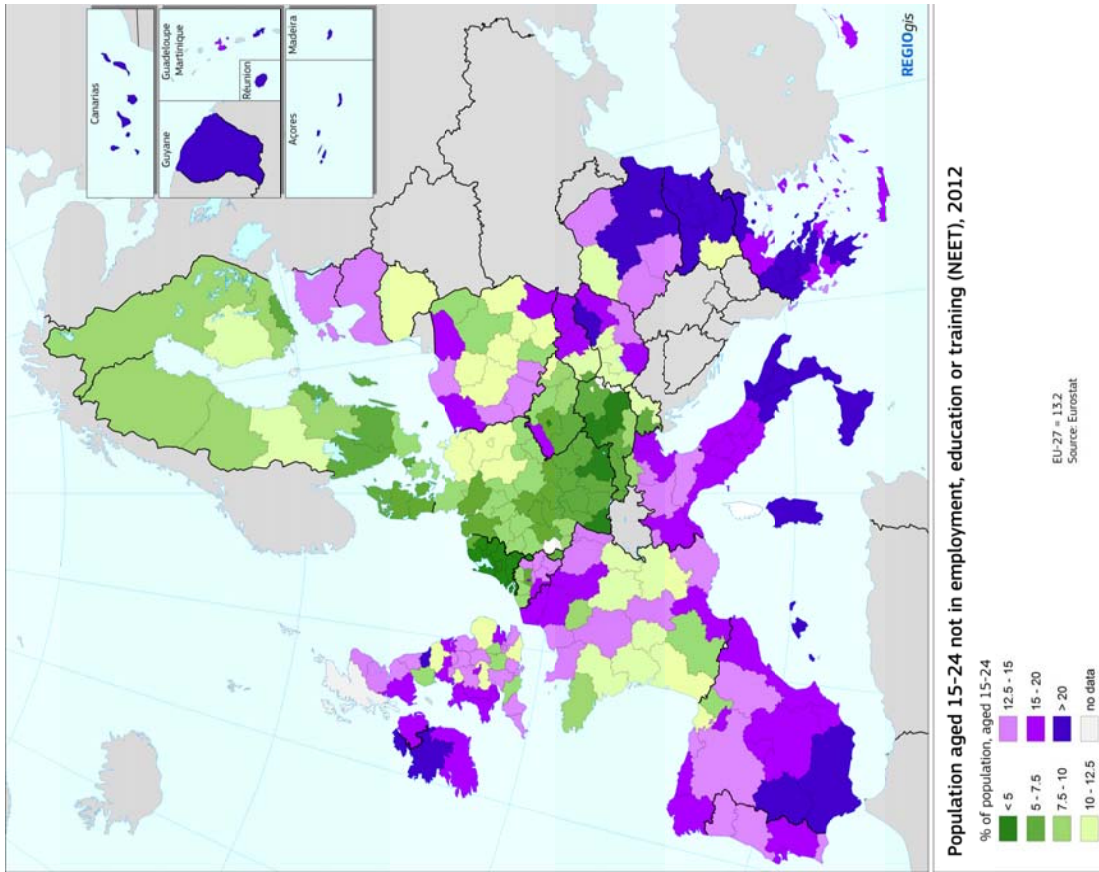 Canarias
Guyane
Guadeloupe
Martinique
Réunion
Açores
Madeira
REGIOgis
Population aged 15-24 not in employment, education or training (NEET), 2012
% of population, aged 15-24
< 5
5 - 7.5
7.5 - 10
10 - 12.5
12.5 - 15
15 - 20
> 20
no data
EU-27 = 13.2
Source: Eurostat